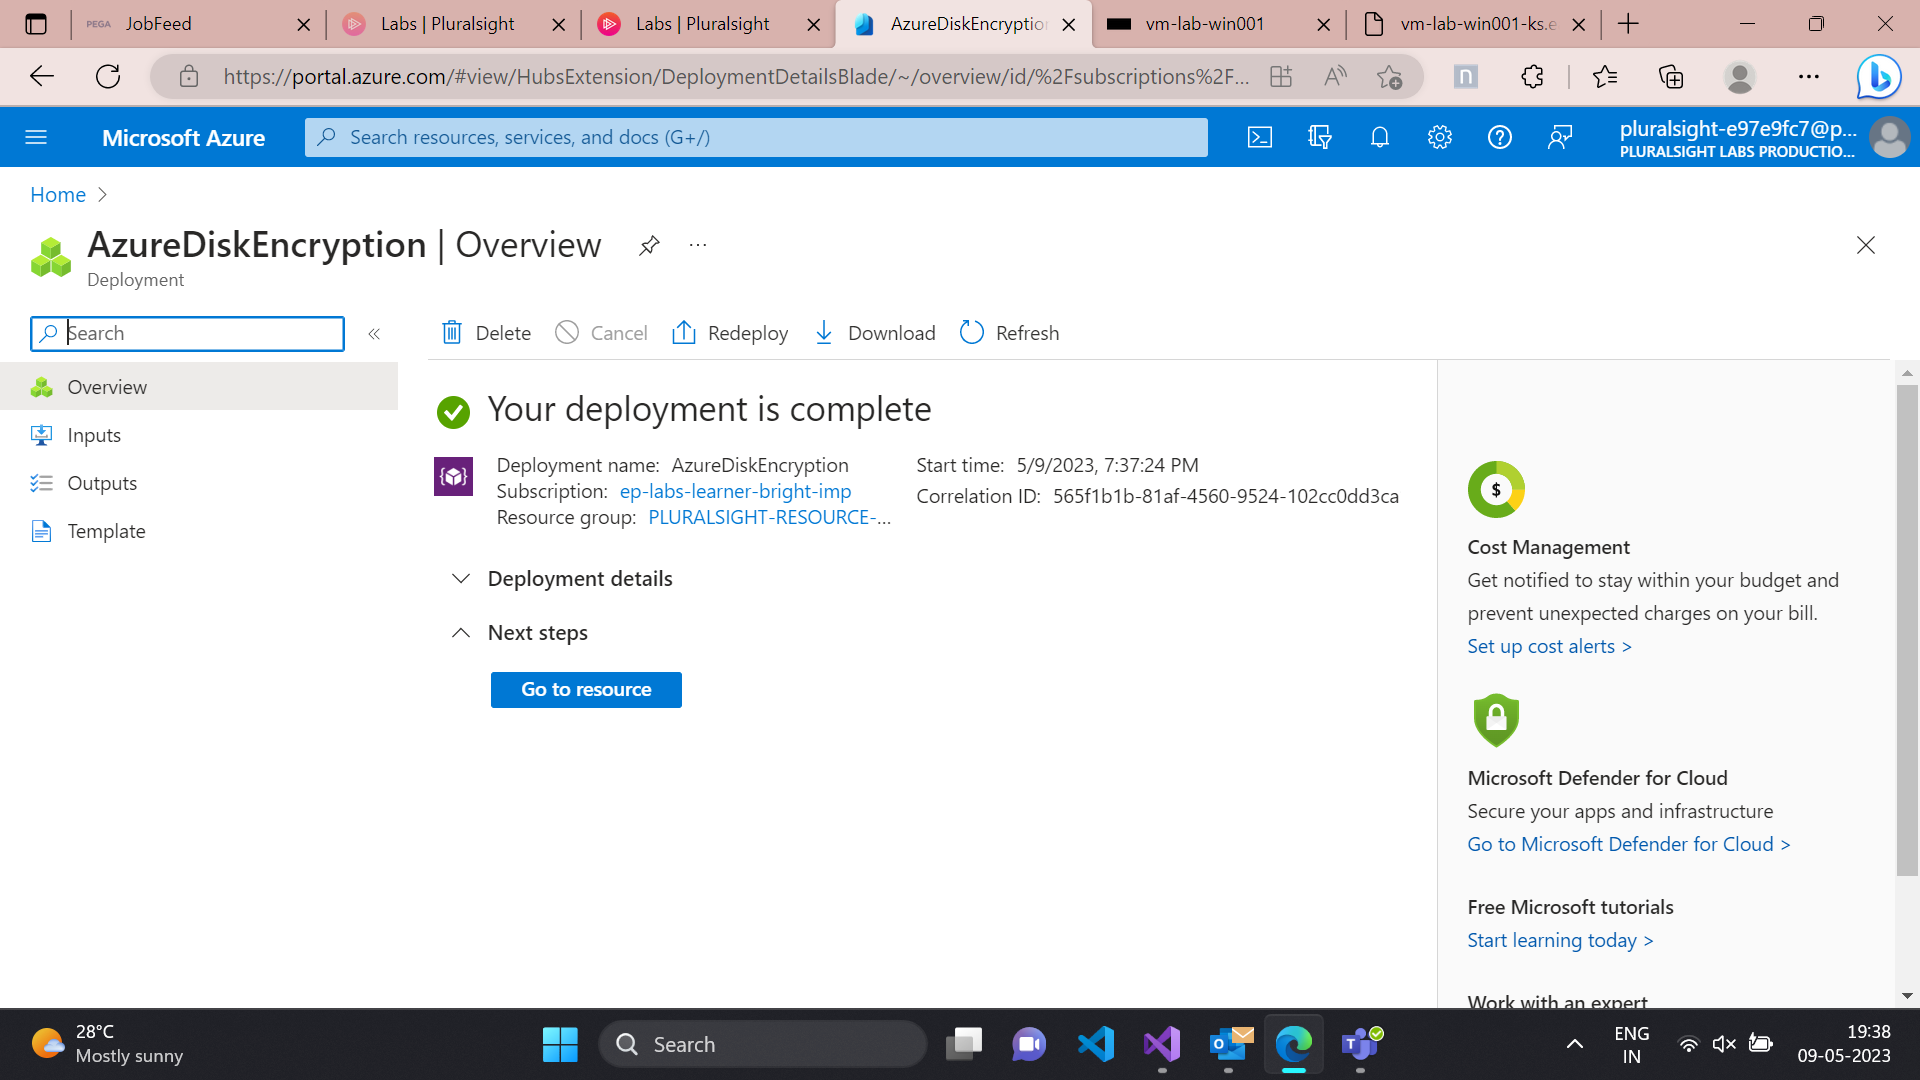 PEGA JobFeed
Labs | Pluralsight
Labs | Pluralsight
AzureDiskEncryption
vm-lab-win001
vm-lab-win001-ks.e
https://portal.azure.com/#view/HubsExtension/DeploymentDetailsBlade/~/overview/id/%2Fsubscriptions%2F...
Microsoft Azure
Search resources, services, and docs (G+/)
pluralsight-e97e9fc7@p...
PLURALSIGHT LABS PRODUCTIO...
Home
AzureDiskEncryption | Overview
Deployment
Search
Delete
Cancel
Redeploy
Download
Refresh
Overview
Inputs
Outputs
Template
Your deployment is complete
Deployment name: AzureDiskEncryption
Subscription: ep-labs-learner-bright-imp
Resource group: PLURALSIGHT-RESOURCE-...
Start time: 5/9/2023, 7:37:24 PM
Correlation ID: 565f1b1b-81af-4560-9524-102cc0dd3ca
Deployment details
Next steps
Go to resource
Cost Management
Get notified to stay within your budget and
prevent unexpected charges on your bill.
Set up cost alerts >
Microsoft Defender for Cloud
Secure your apps and infrastructure
Go to Microsoft Defender for Cloud >
Free Microsoft tutorials
Start learning today >
Work with an expert
28°C
Mostly sunny
Search
ENG
IN
19:38
09-05-2023